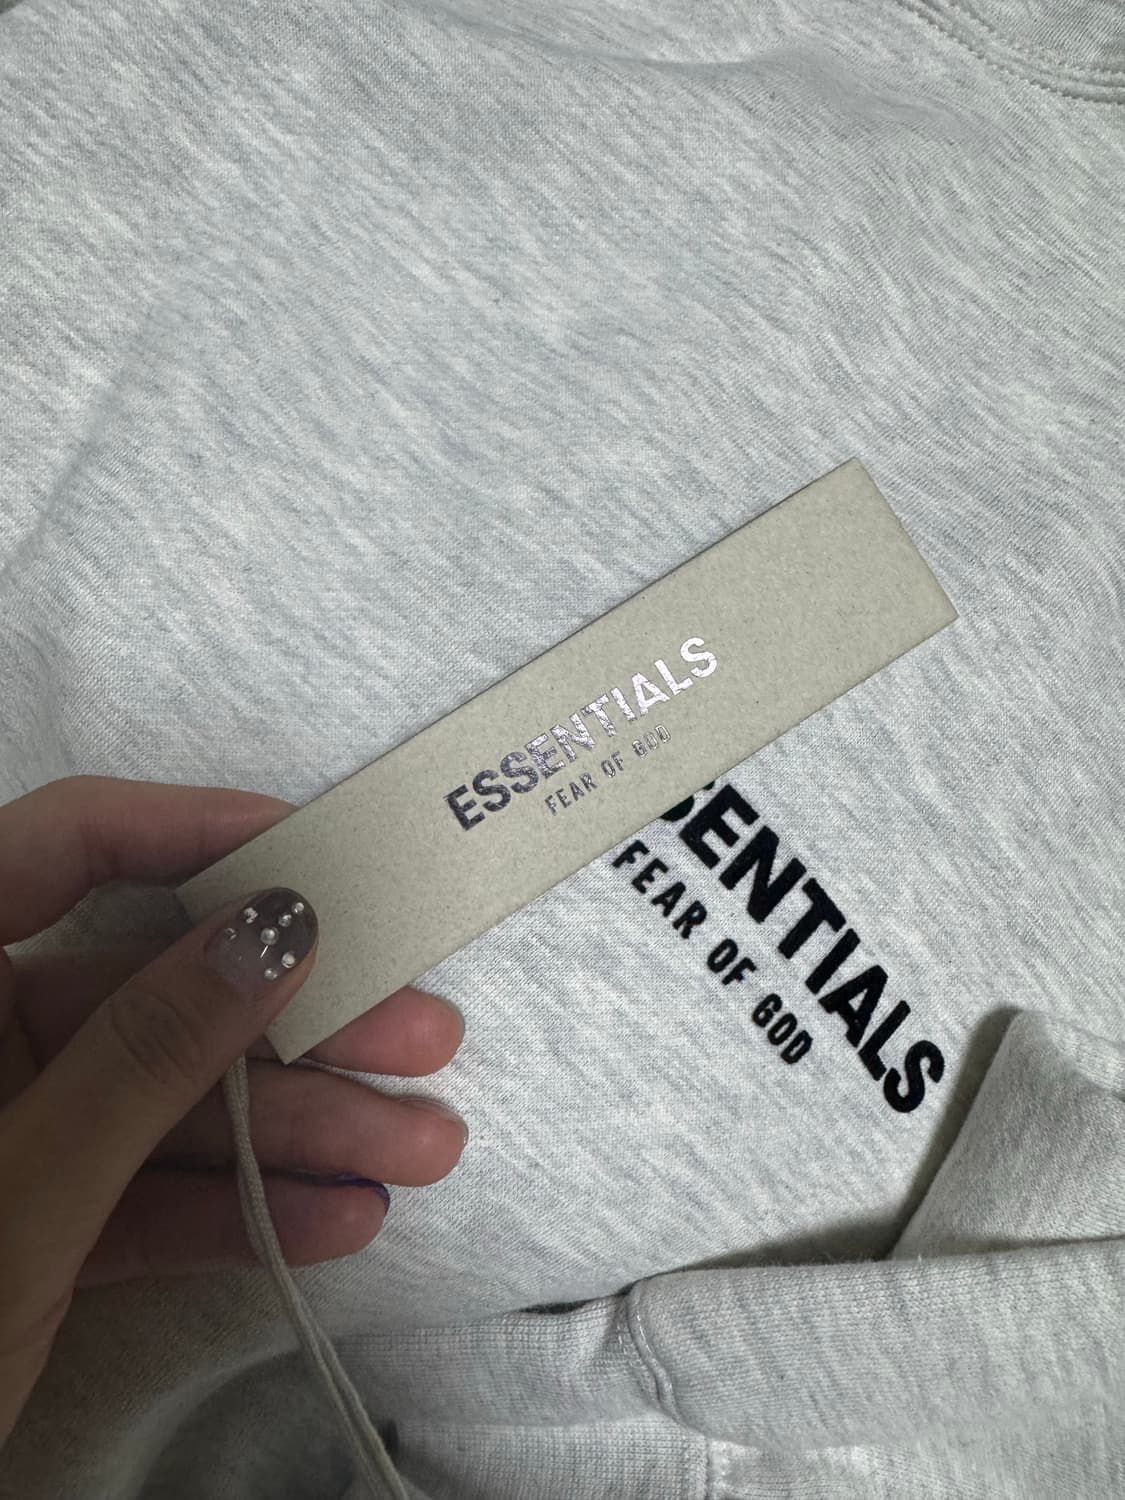 ESSENTIALS
FEAR OF GOD
SENTIALS
FEAR OF GOD